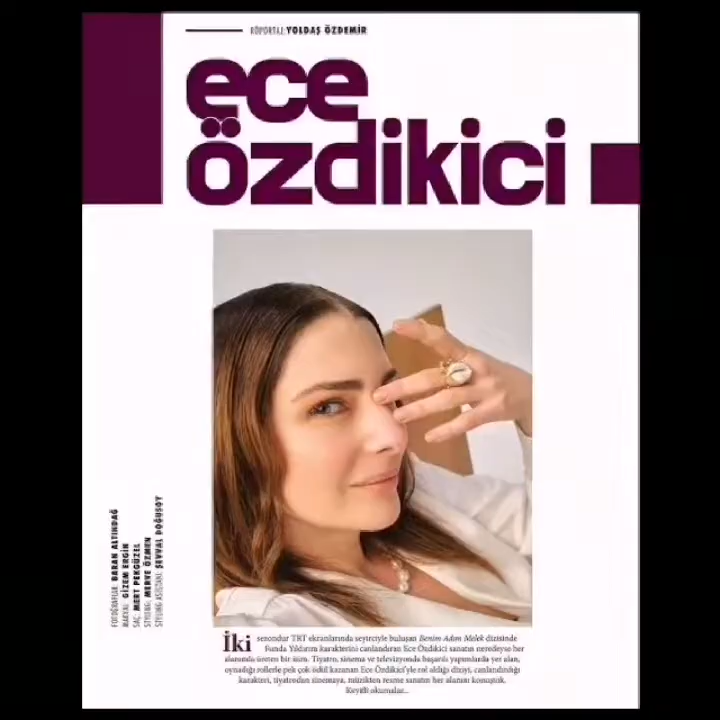 RÖPORTAJ: YOLDAŞ ÖZDEMİR
ece
özdikici
FOTOĞRAFLAR: BARAN ALTINDAĞ
MAKYAJ: GİZEM ERGİN
SAÇ: MERT PEKGÜZEL
STYLING: MERVE ÖZMEN
STYLING ASİSTANI: ŞEVVAL DOĞUSOY
İki sezondur TRT ekranlarında seyirciyle buluşan Benim Adım Melek dizisinde
Funda Yıldırım karakterini canlandıran Ece Özdikici sanatın neredeyse her
alanında üreten bir isim. Tiyatro, sinema ve televizyonda başarılı yapımlarda yer alan,
oynadığı rollerle pek çok ödül kazanan Ece Özdikici'yle rol aldığı diziyi, canlandırdığı
karakteri, tiyatrodan sinemaya, müzikten resme sanatın her alanını konuştuk.
Keyifli okumalar...